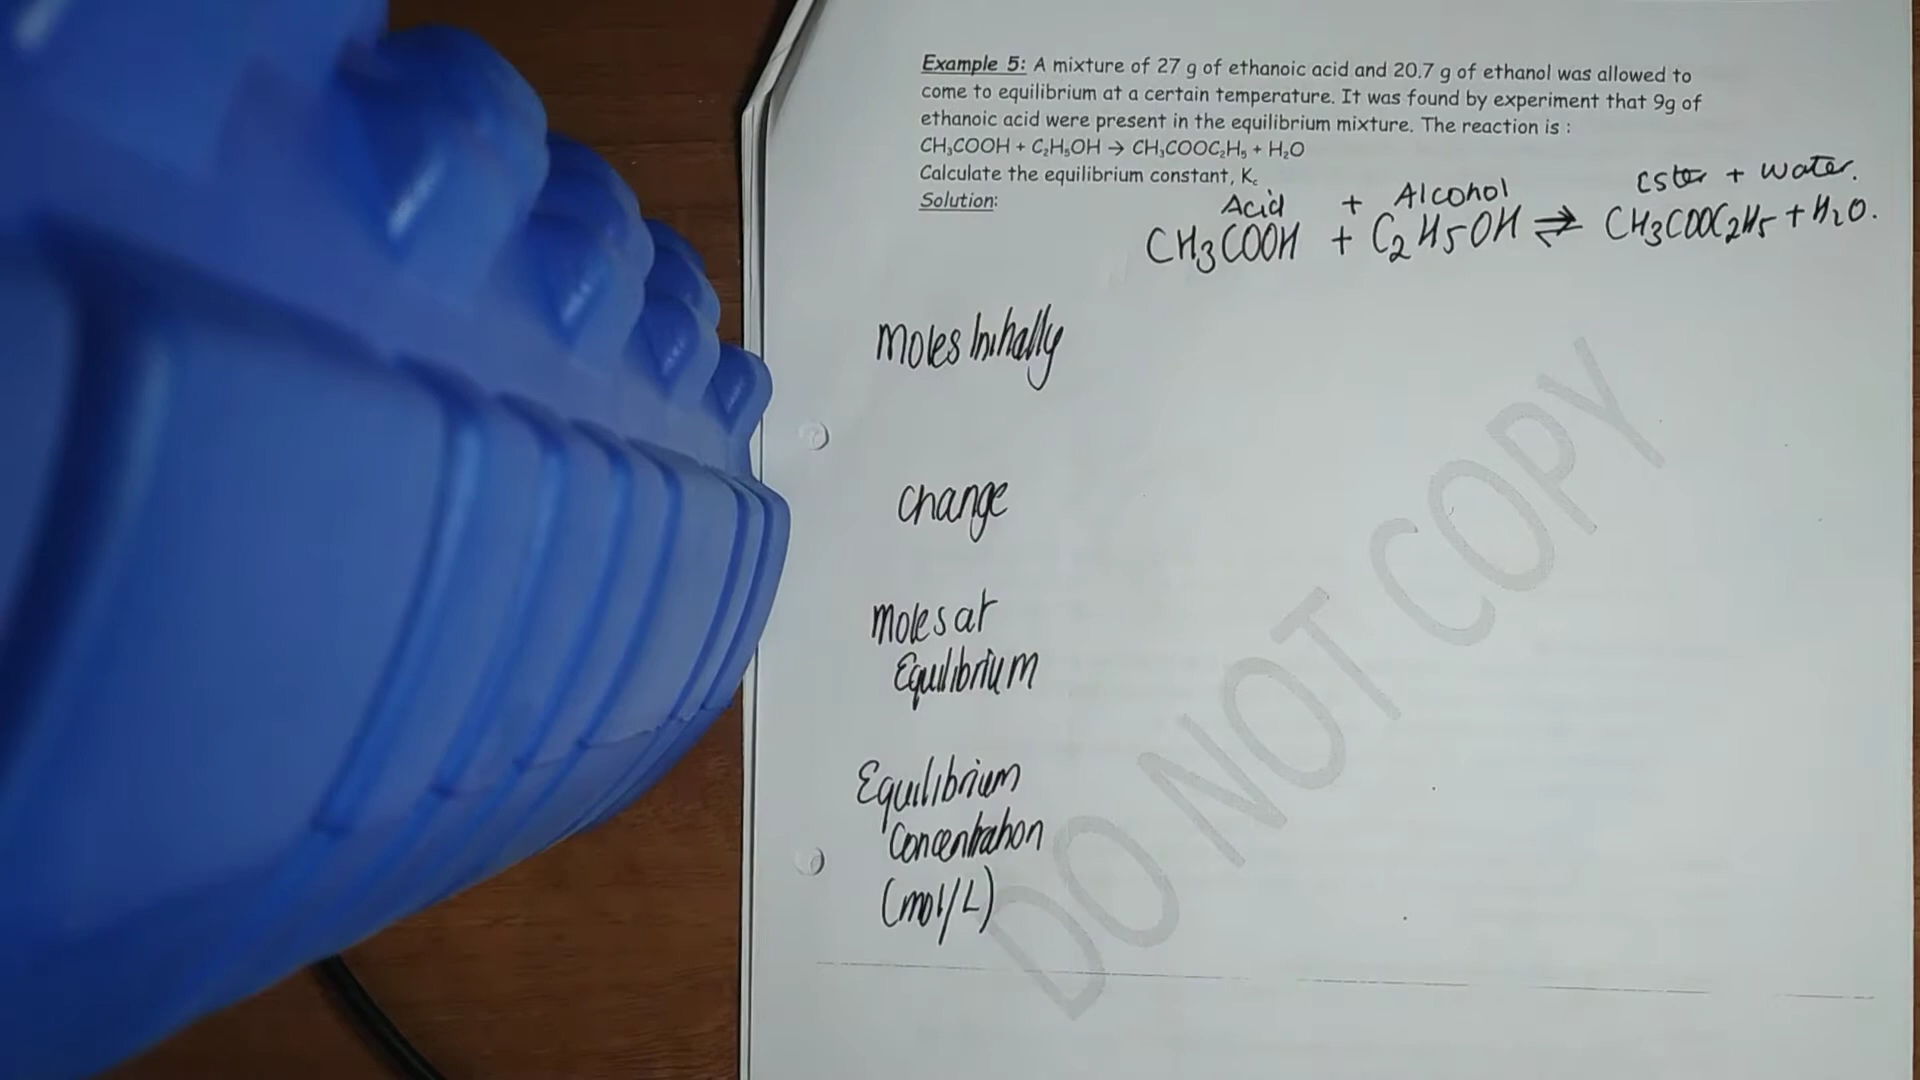 Example 5: A mixture of 27 g of ethanoic acid and 20.7 g of ethanol was allowed to
come to equilibrium at a certain temperature. It was found by experiment that 9g of
ethanoic acid were present in the equilibrium mixture. The reaction is :
CH₃COOH + C₂H₅OH → CH₃COOC₂H₅ + H₂O
Calculate the equilibrium constant, K꜀
Solution:
Acid + Alcohol Ester + water.
CH₃COOH + C₂H₅OH ⇌ CH₃COOC₂H₅ + H₂O.
Moles Initially
Change
Moles at
Equilibrium
Equilibrium
Concentration
(mol/L)
DO NOT COPY